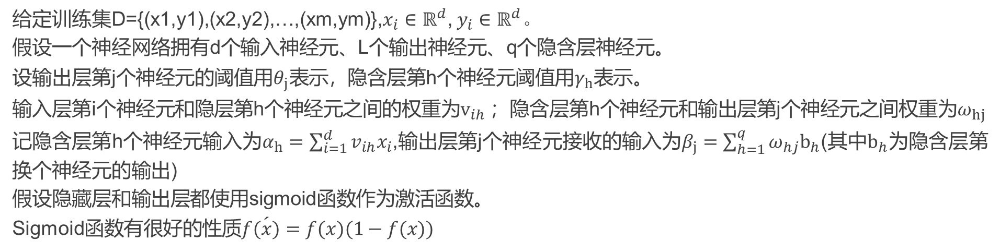 给定训练集D={(x1,y1),(x2,y2),…,(xm,ym)},$x_i \in \mathbb{R}^d$, $y_i \in \mathbb{R}^d$。
假设一个神经网络拥有d个输入神经元、L个输出神经元、q个隐含层神经元。
设输出层第j个神经元的阈值用$\theta_{\mathrm{j}}$表示，隐含层第h个神经元阈值用$\gamma_{\mathrm{h}}$表示。
输入层第i个神经元和隐层第h个神经元之间的权重为$\mathrm{v}_{ih}$；隐含层第h个神经元和输出层第j个神经元之间权重为$\omega_{\mathrm{hj}}$
记隐含层第h个神经元输入为$\alpha_{\mathrm{h}} = \sum_{i=1}^{d} v_{ih} x_i$,输出层第j个神经元接收的输入为$\beta_{\mathrm{j}} = \sum_{h=1}^{q} \omega_{hj} \mathrm{b}_h$(其中$\mathrm{b}_h$为隐含层第
换个神经元的输出)
假设隐藏层和输出层都使用sigmoid函数作为激活函数。
Sigmoid函数有很好的性质$f(\acute{x}) = f(x)(1 - f(x))$